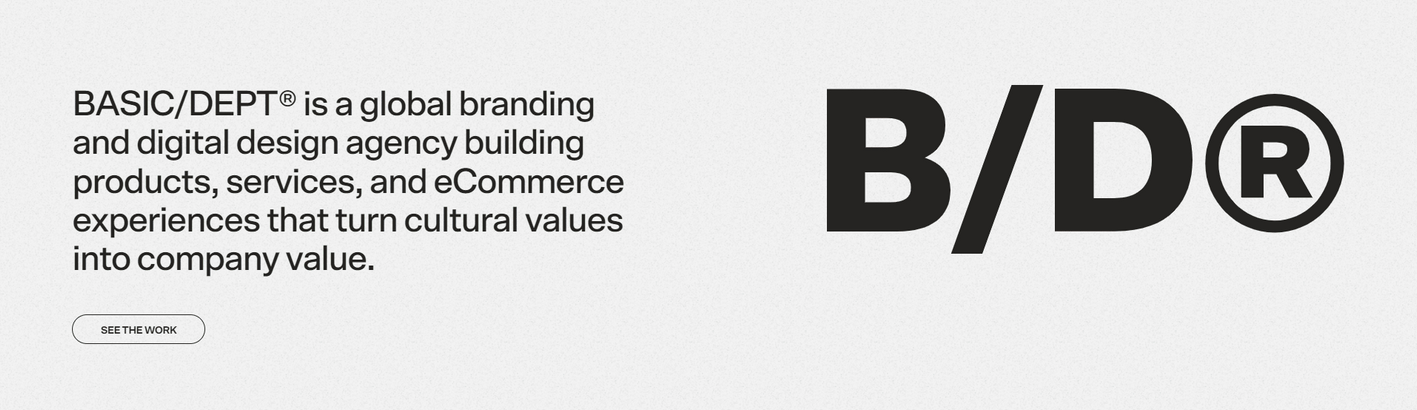 BASIC/DEPT® is a global branding
and digital design agency building
products, services, and eCommerce
experiences that turn cultural values
into company value.
SEE THE WORK
B/D®